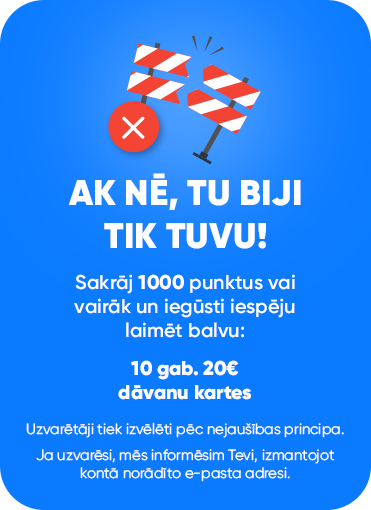 AK NĒ, TU BIJI
TIK TUVU!
Sakrāj 1000 punktus vai
vairāk un iegūsti iespēju
laimēt balvu:
10 gab. 20€
dāvanu kartes
Uzvarētāji tiek izvēlēti pēc nejaušības principa.
Ja uzvarēsi, mēs informēsim Tevi, izmantojot
kontā norādīto e-pasta adresi.